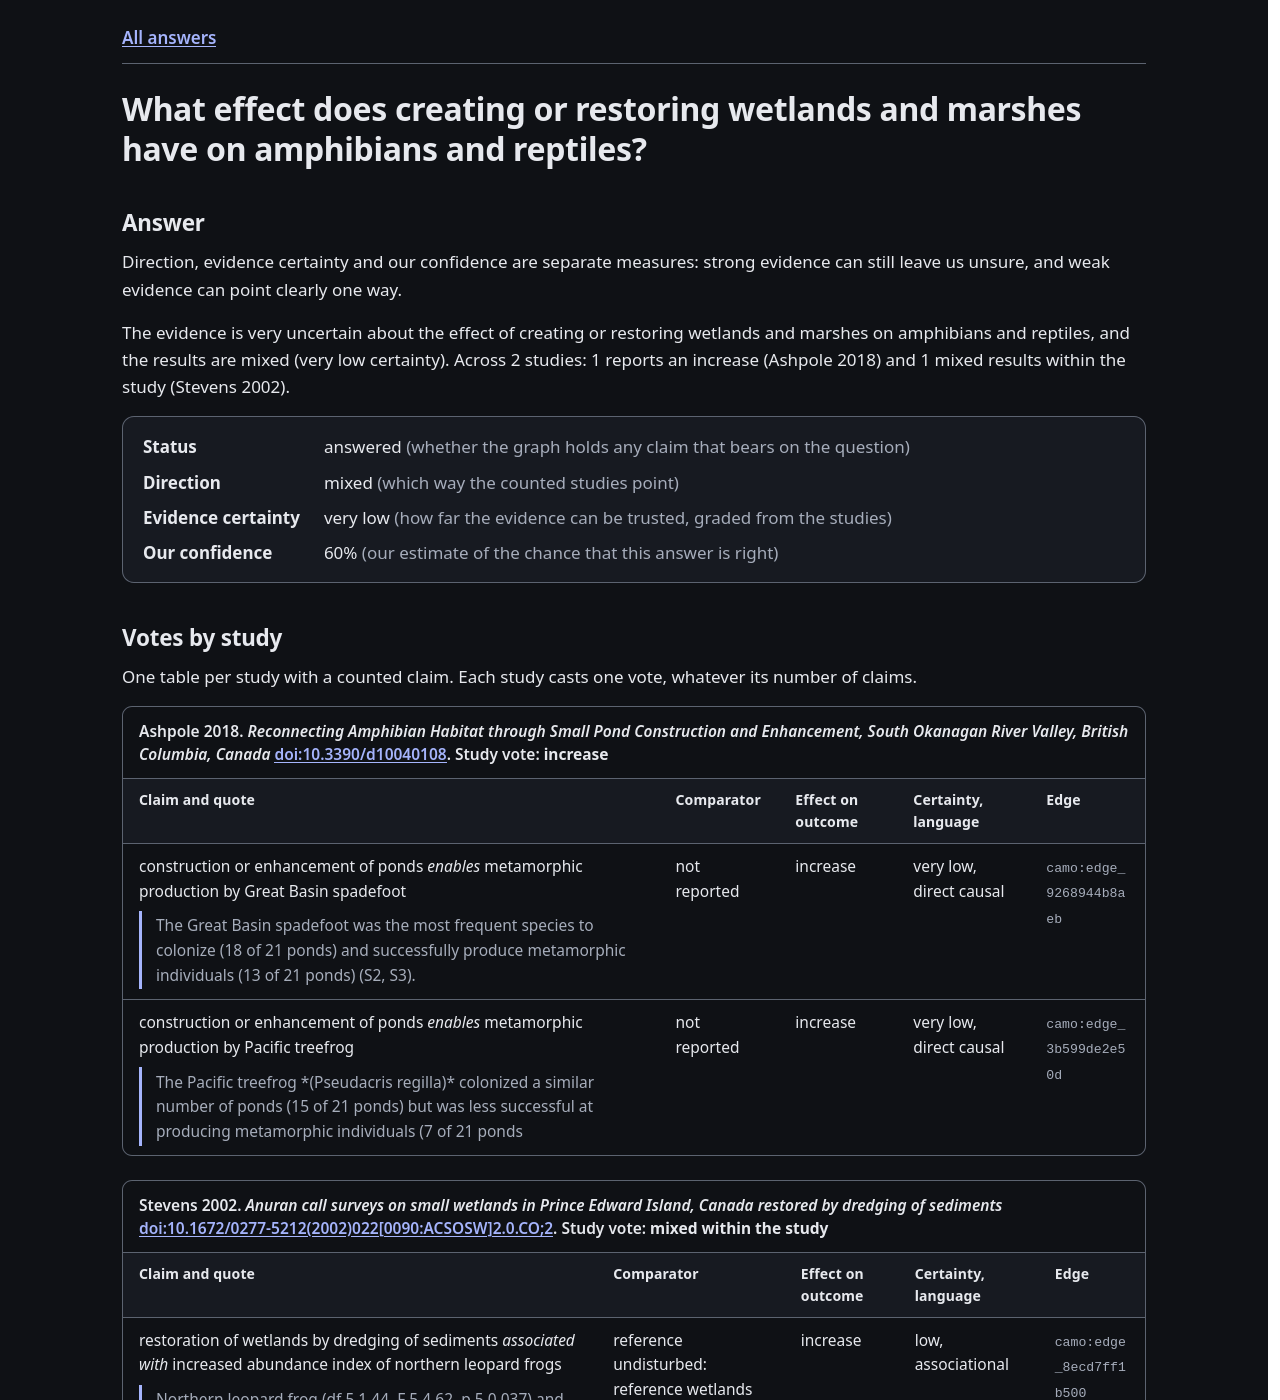 All answers
What effect does creating or restoring wetlands and marshes
have on amphibians and reptiles?
Answer
Direction, evidence certainty and our confidence are separate measures: strong evidence can still leave us unsure, and weak
evidence can point clearly one way.
The evidence is very uncertain about the effect of creating or restoring wetlands and marshes on amphibians and reptiles, and
the results are mixed (very low certainty). Across 2 studies: 1 reports an increase (Ashpole 2018) and 1 mixed results within the
study (Stevens 2002).
Status answered (whether the graph holds any claim that bears on the question)
Direction mixed (which way the counted studies point)
Evidence certainty very low (how far the evidence can be trusted, graded from the studies)
Our confidence 60% (our estimate of the chance that this answer is right)
Votes by study
One table per study with a counted claim. Each study casts one vote, whatever its number of claims.
Ashpole 2018. Reconnecting Amphibian Habitat through Small Pond Construction and Enhancement, South Okanagan River Valley, British
Columbia, Canada doi:10.3390/d10040108. Study vote: increase
Claim and quote Comparator Effect on Certainty, Edge
outcome language
construction or enhancement of ponds enables metamorphic not increase very low, camo:edge_
production by Great Basin spadefoot reported direct causal 9268944b8a
eb
The Great Basin spadefoot was the most frequent species to
colonize (18 of 21 ponds) and successfully produce metamorphic
individuals (13 of 21 ponds) (S2, S3).
construction or enhancement of ponds enables metamorphic not increase very low, camo:edge_
production by Pacific treefrog reported direct causal 3b599de2e5
0d
The Pacific treefrog *(Pseudacris regilla)* colonized a similar
number of ponds (15 of 21 ponds) but was less successful at
producing metamorphic individuals (7 of 21 ponds
Stevens 2002. Anuran call surveys on small wetlands in Prince Edward Island, Canada restored by dredging of sediments
doi:10.1672/0277-5212(2002)022[0090:ACSOSW]2.0.CO;2. Study vote: mixed within the study
Claim and quote Comparator Effect on Certainty, Edge
outcome language
restoration of wetlands by dredging of sediments associated reference increase low, camo:edge
with increased abundance index of northern leopard frogs undisturbed: associational _8ecd7ff1
reference wetlands b500
Northern leopard frog (df 5 1,44, F 5 4.62, p 5 0.037) and